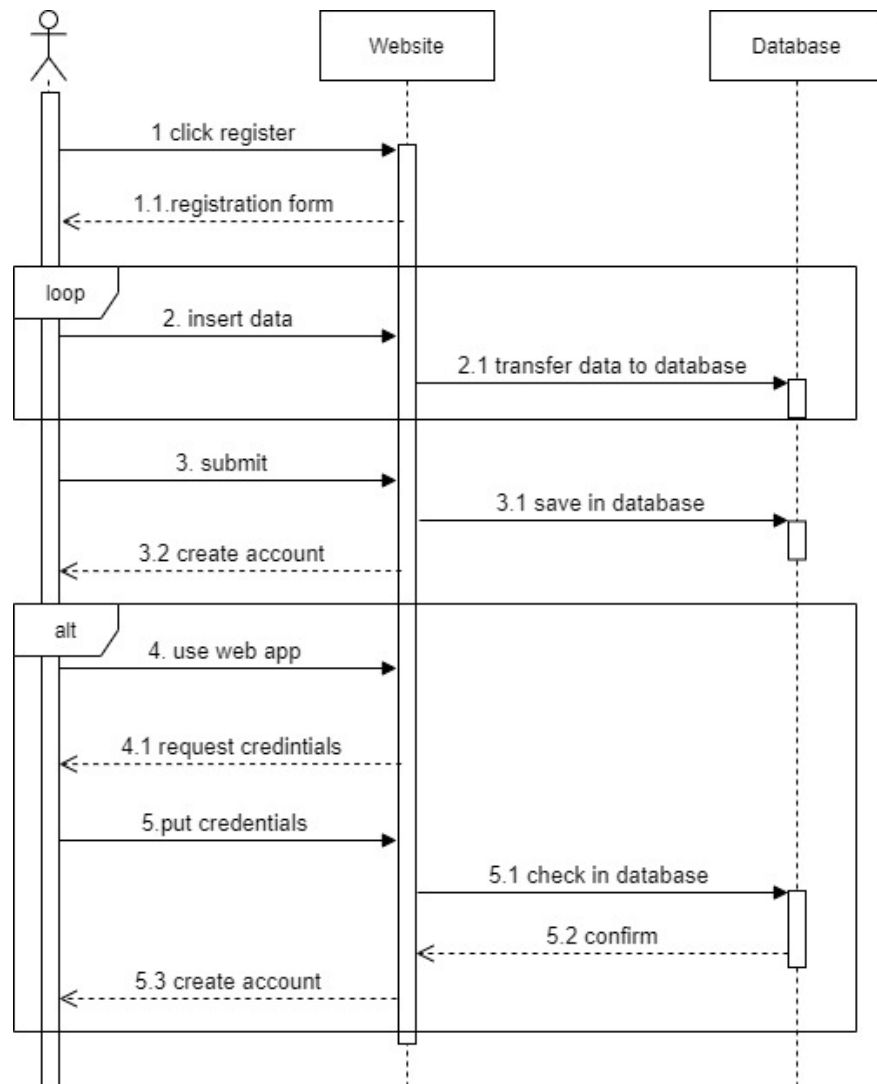 Website
Database
1 click register
1.1.registration form
loop
2. insert data
2.1 transfer data to database
3. submit
3.1 save in database
3.2 create account
alt
4. use web app
4.1 request credintials
5.put credentials
5.1 check in database
5.2 confirm
5.3 create account